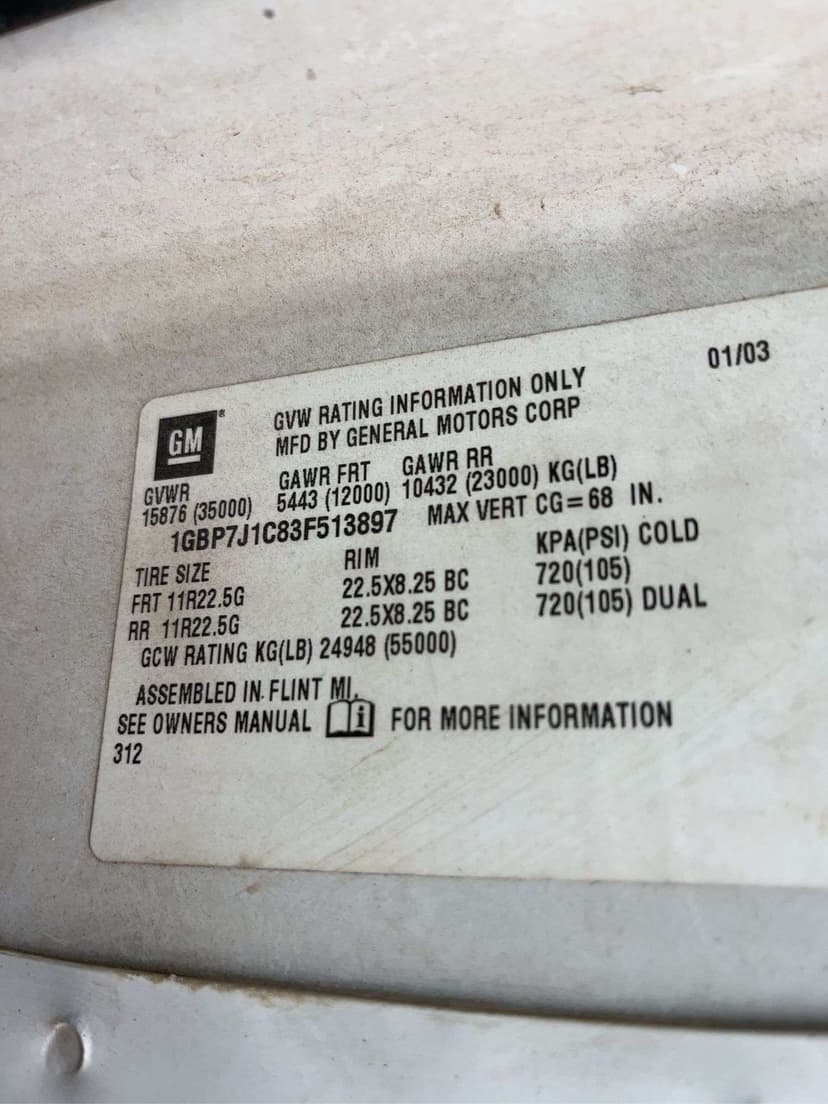 01/03
GM ®
GVW RATING INFORMATION ONLY
MFD BY GENERAL MOTORS CORP
GVWR GAWR FRT GAWR RR
15876 (35000) 5443 (12000) 10432 (23000) KG(LB)
1GBP7J1C83F513897 MAX VERT CG=68 IN.
TIRE SIZE RIM KPA(PSI) COLD
FRT 11R22.5G 22.5X8.25 BC 720(105)
RR 11R22.5G 22.5X8.25 BC 720(105) DUAL
GCW RATING KG(LB) 24948 (55000)
ASSEMBLED IN FLINT MI.
SEE OWNERS MANUAL i FOR MORE INFORMATION
312